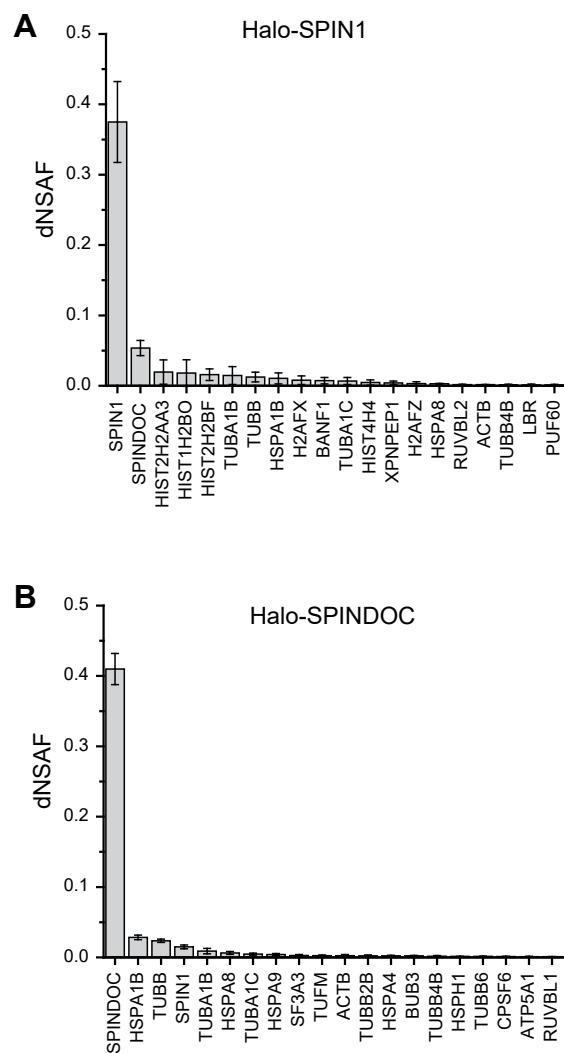 A
Halo-SPIN1
dNSAF
0.5
0.4
0.3
0.2
0.1
0.0
SPIN1
SPINDOC
HIST2H2AA3
HIST1H2BO
HIST2H2BF
TUBA1B
TUBB
HSPA1B
H2AFX
BANF1
TUBA1C
HIST4H4
XPNPEP1
H2AFZ
HSPA8
RUVBL2
ACTB
TUBB4B
LBR
PUF60
B
Halo-SPINDOC
dNSAF
0.5
0.4
0.3
0.2
0.1
0.0
SPINDOC
HSPA1B
TUBB
SPIN1
TUBA1B
HSPA8
TUBA1C
HSPA9
SF3A3
TUFM
ACTB
TUBB2B
HSPA4
BUB3
TUBB4B
HSPH1
TUBB6
CPSF6
ATP5A1
RUVBL1